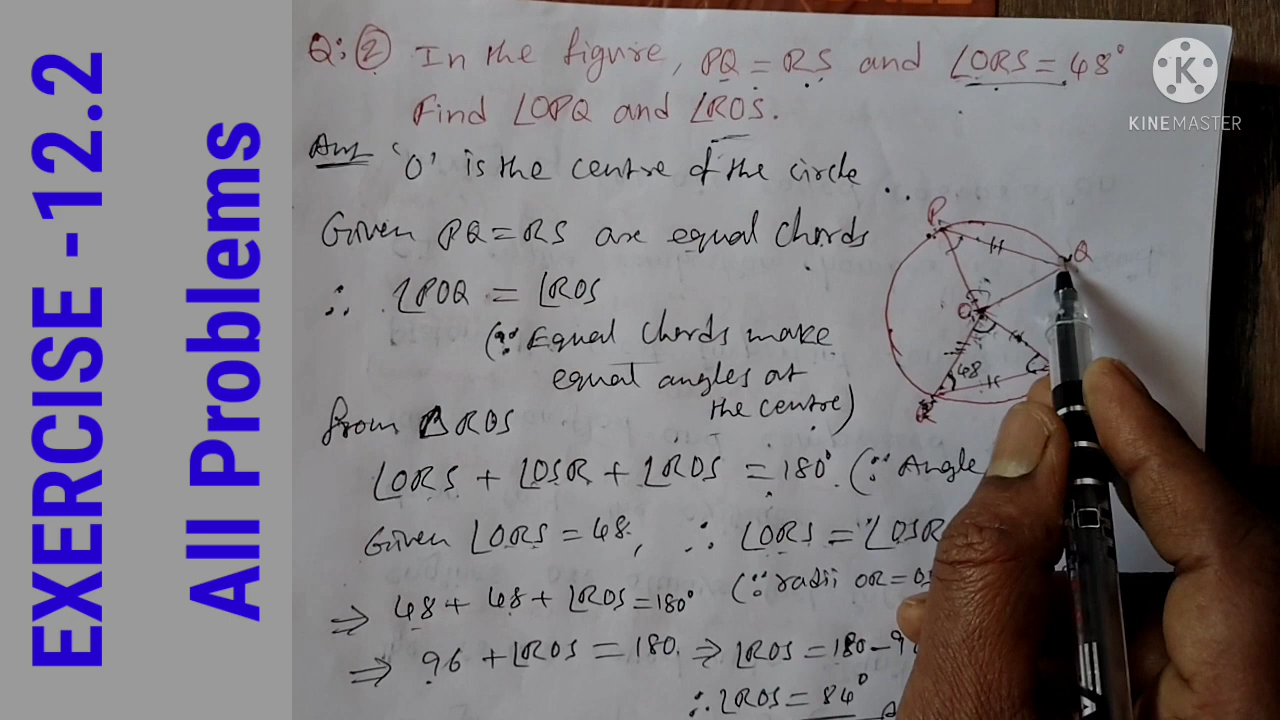 EXERCISE -12.2
All Problems
Q: ② In the figure, PQ = RS and ∠ORS = 48°
Find ∠OPQ and ∠ROS.
Ans 'O' is the centre of the circle.
Given PQ = RS are equal chords
∴ ∠POQ = ∠ROS
(∵ Equal chords make
equal angles at
the centre)
from ∆ ROS
∠ORS + ∠OSR + ∠ROS = 180° (∵ Angle
Given ∠ORS = 48, ∴ ∠ORS = ∠OSR
(∵ radii OR =
⇒ 48 + 48 + ∠ROS = 180°
⇒ 96 + ∠ROS = 180. ⇒ ∠ROS = 180 - 9
∴ ∠ROS = 84°
P
Q
O
48
R
K
KINEMASTER